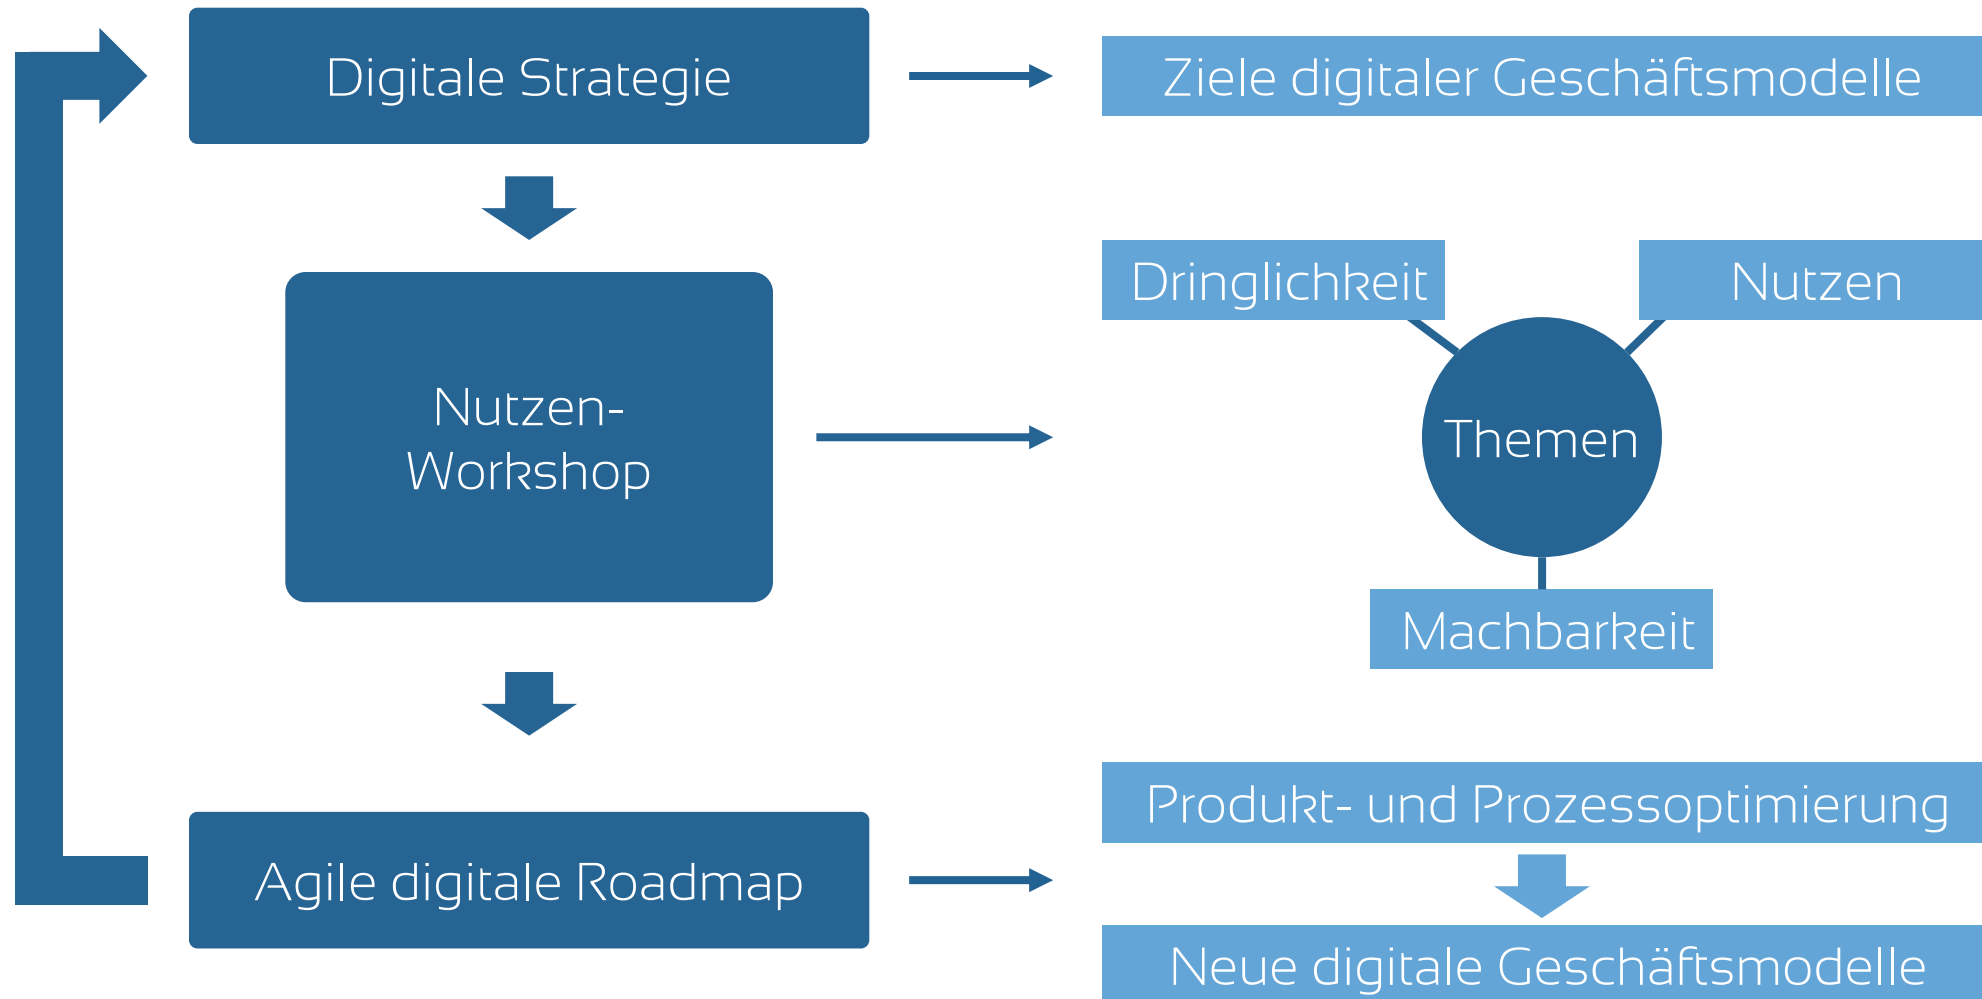 Digitale Strategie
Ziele digitaler Geschäftsmodelle
Nutzen-
Workshop
Dringlichkeit
Nutzen
Themen
Machbarkeit
Agile digitale Roadmap
Produkt- und Prozessoptimierung
Neue digitale Geschäftsmodelle